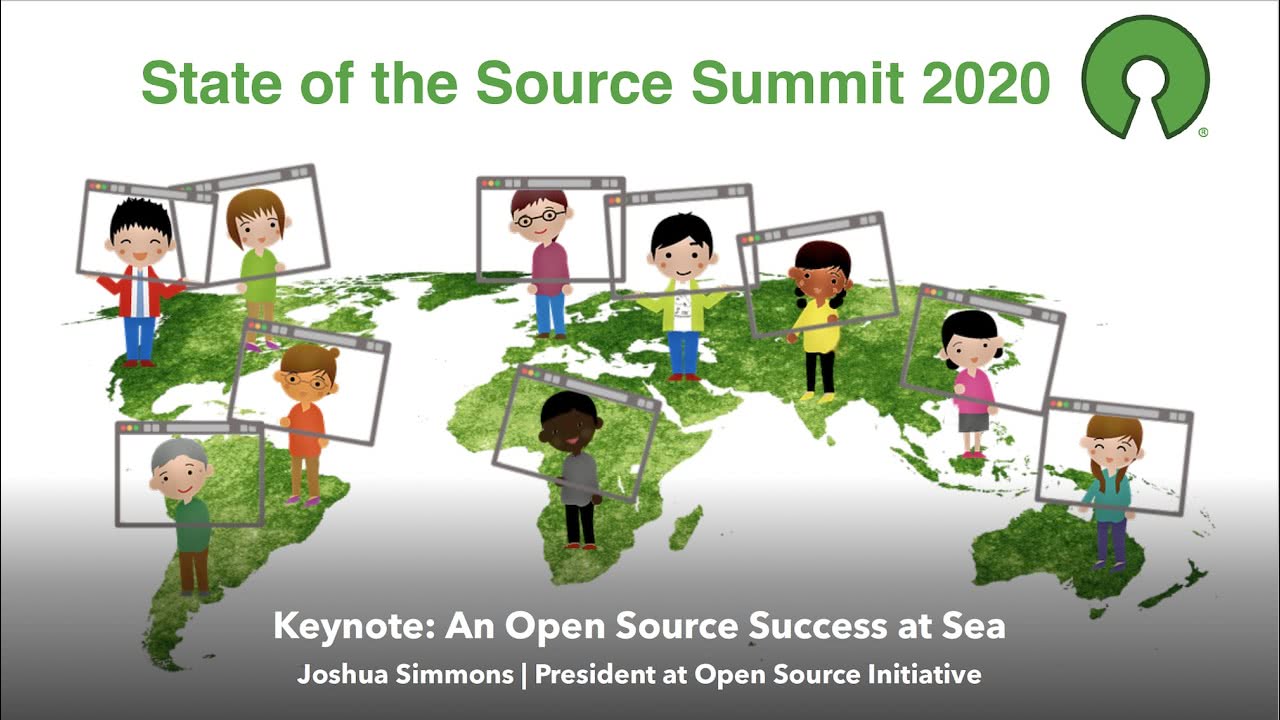 State of the Source Summit 2020
®
Keynote: An Open Source Success at Sea
Joshua Simmons | President at Open Source Initiative